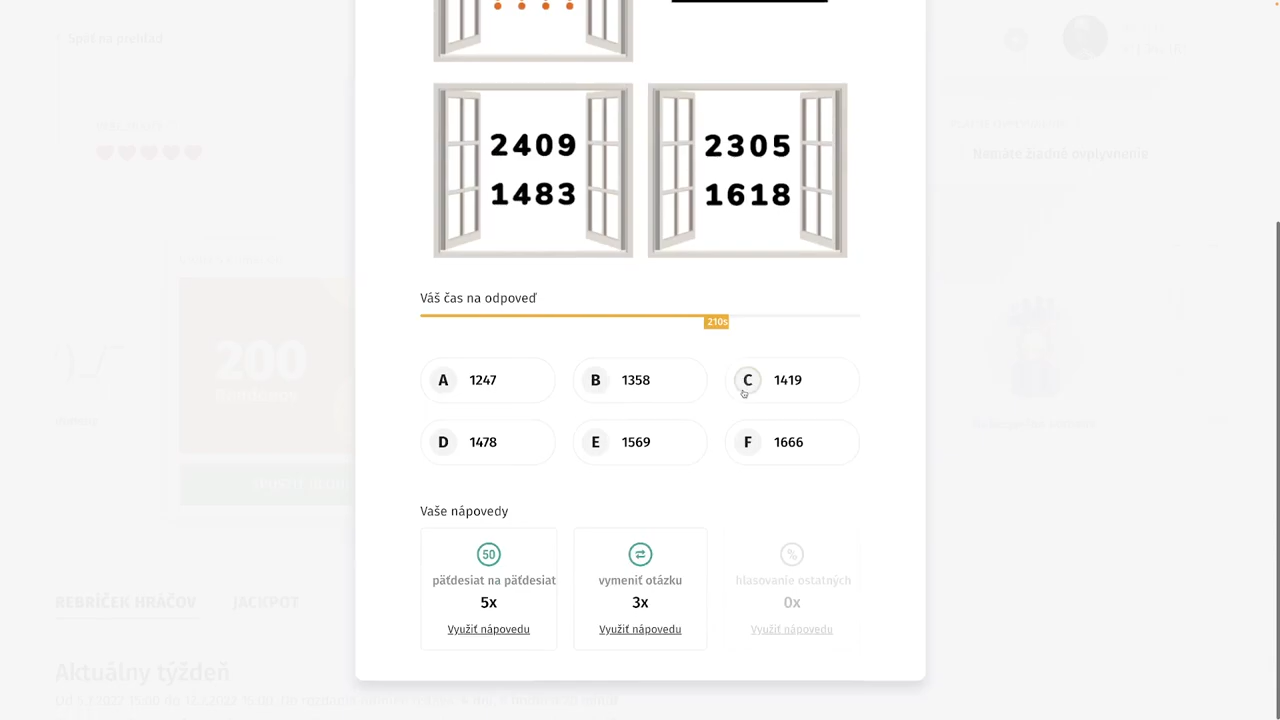 Späť na prehľad
Nemáte žiadne ovplyvnenie
2409
1483
2305
1618
Váš čas na odpoveď
210s
200
A 1247
B 1358
C 1419
D 1478
E 1569
F 1666
Vaše nápovedy
50
päťdesiat na päťdesiat
5x
Využiť nápovedu
vymeniť otázku
3x
Využiť nápovedu
%
hlasovanie ostatných
0x
Využiť nápovedu
REBRÍČEK HRÁČOV
JACKPOT
Aktuálny týždeň